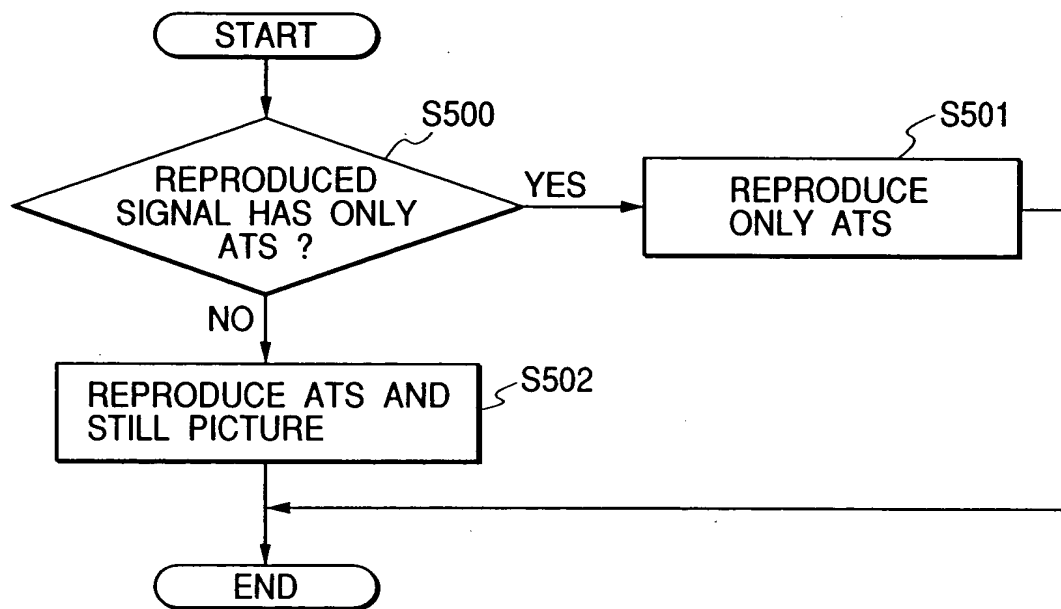 START
S500
REPRODUCED
SIGNAL HAS ONLY
ATS ?
YES
S501
REPRODUCE
ONLY ATS
NO
S502
REPRODUCE ATS AND
STILL PICTURE
END